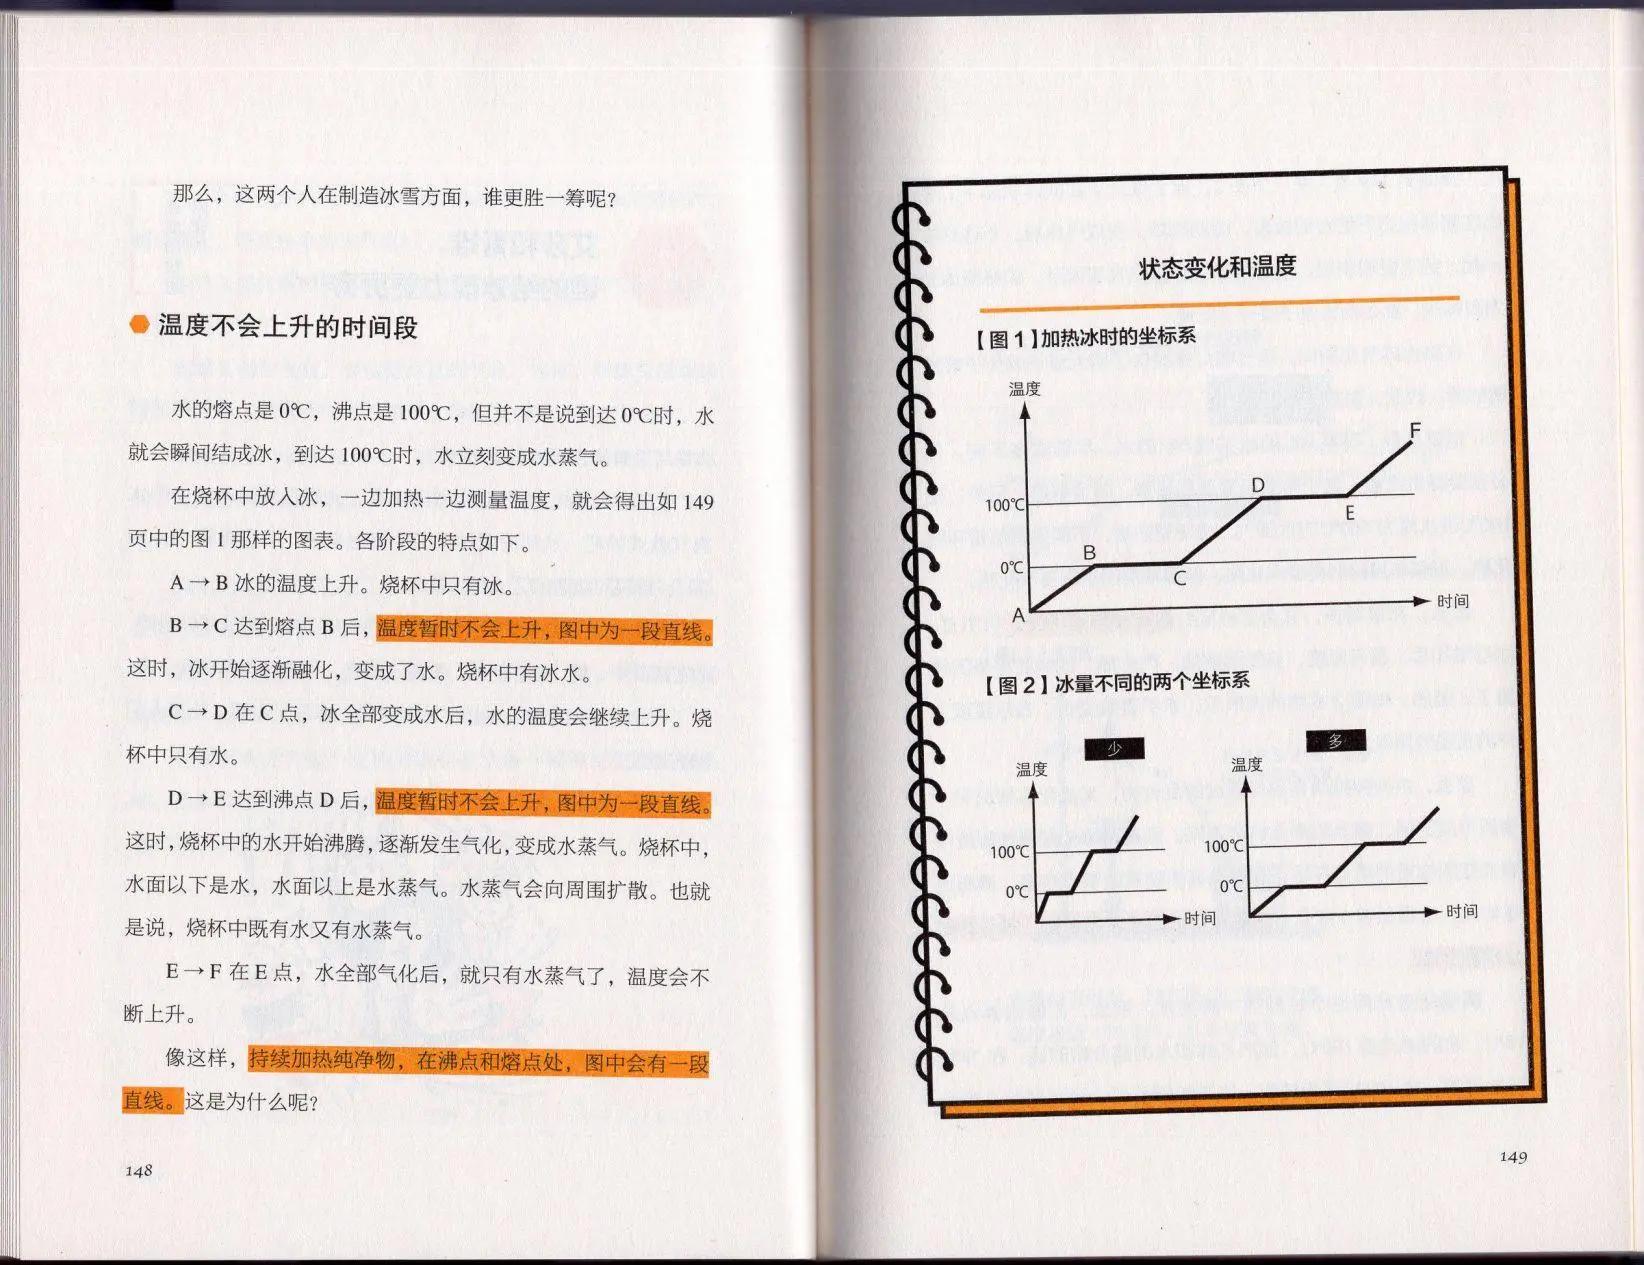 那么，这两个人在制造冰雪方面，谁更胜一筹呢？
温度不会上升的时间段
水的熔点是0℃，沸点是100℃，但并不是说到达0℃时，水
就会瞬间结成冰，到达100℃时，水立刻变成水蒸气。
在烧杯中放入冰，一边加热一边测量温度，就会得出如149
页中的图1那样的图表。各阶段的特点如下。
A→B 冰的温度上升。烧杯中只有冰。
B→C 达到熔点B后，温度暂时不会上升，图中为一段直线。
这时，冰开始逐渐融化，变成了水。烧杯中有冰水。
C→D 在C点，冰全部变成水后，水的温度会继续上升。烧
杯中只有水。
D→E 达到沸点D后，温度暂时不会上升，图中为一段直线。
这时，烧杯中的水开始沸腾，逐渐发生气化，变成水蒸气。烧杯中，
水面以下是水，水面以上是水蒸气。水蒸气会向周围扩散。也就
是说，烧杯中既有水又有水蒸气。
E→F 在E点，水全部气化后，就只有水蒸气了，温度会不
断上升。
像这样，持续加热纯净物，在沸点和熔点处，图中会有一段
直线。这是为什么呢？
148
状态变化和温度
【图1】加热冰时的坐标系
温度
F
D
100℃
E
B
0℃
C
A
时间
【图2】冰量不同的两个坐标系
少
温度
100℃
0℃
时间
多
温度
100℃
0℃
时间
149